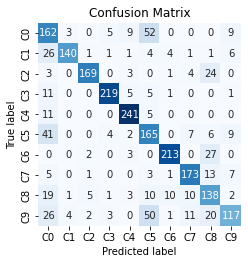 Confusion Matrix
C0 162 3 0 5 9 52 0 0 0 9
C1 26 140 1 1 1 4 4 1 1 6
C2 3 0 169 0 3 0 1 4 24 0
C3 11 0 0 219 5 5 1 0 0 1
C4 11 0 0 0 241 5 0 0 0 0
C5 41 0 0 4 2 165 0 7 6 9
C6 0 0 2 0 3 0 213 0 27 0
C7 5 0 1 0 0 3 1 173 13 7
C8 19 1 5 1 3 10 10 10 138 2
C9 26 4 2 3 0 50 1 11 20 117
C0 C1 C2 C3 C4 C5 C6 C7 C8 C9
True label
Predicted label